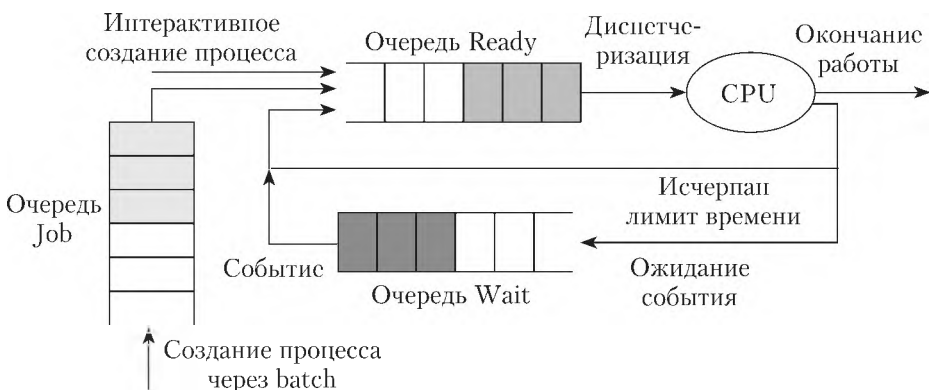 Интерактивное
создание процесса
Очередь Ready
Диспетче-
ризация
CPU
Окончание
работы
Очередь
Job
Исчерпан
лимит времени
Событие
Очередь Wait
Ожидание
события
Создание процесса
через batch